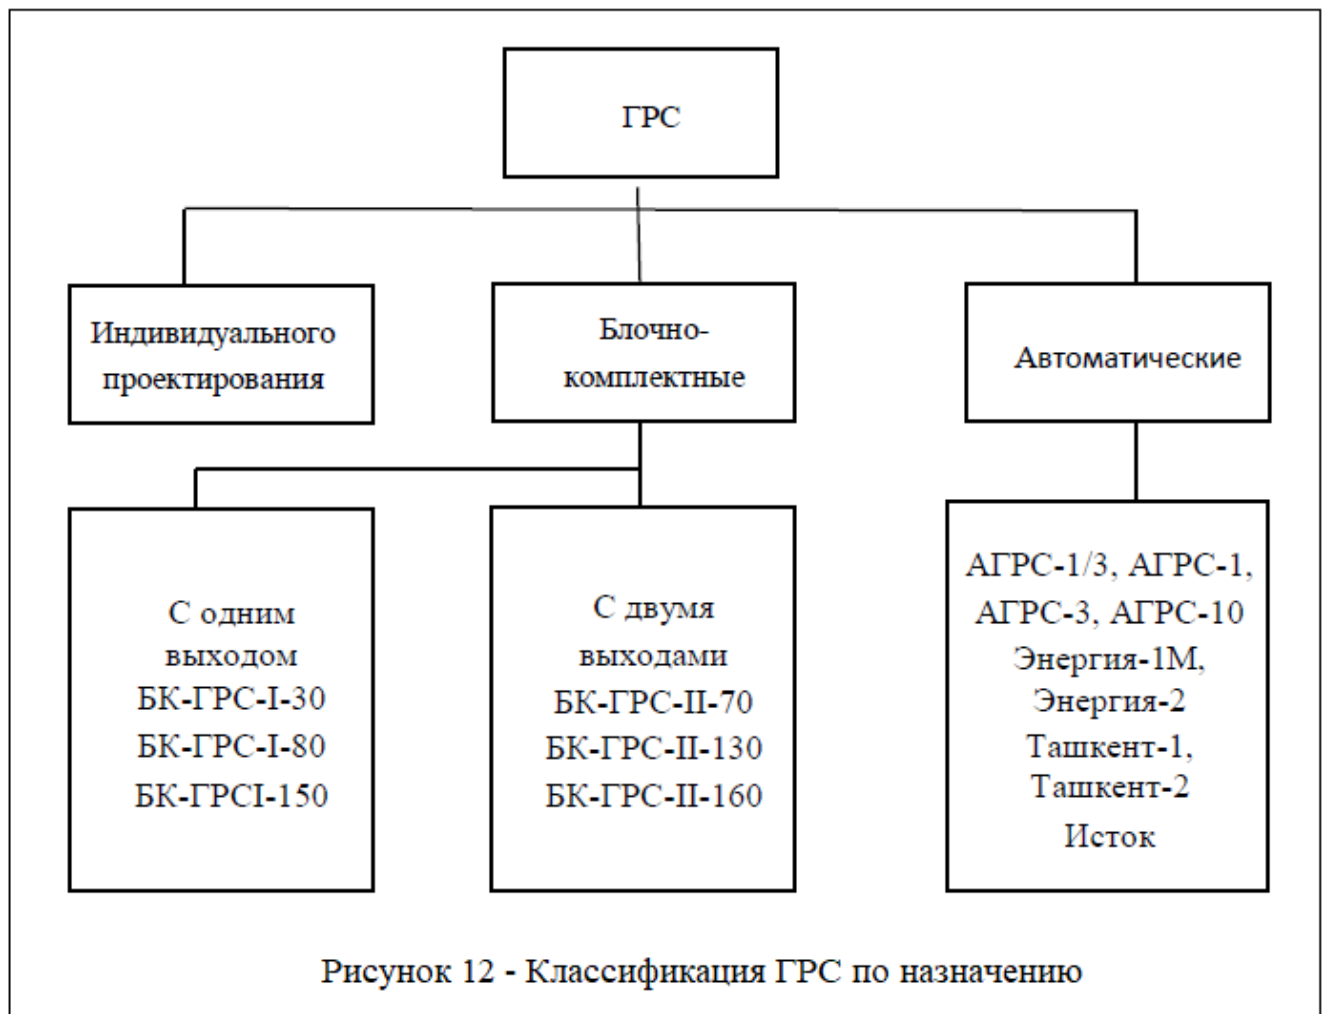 ГРС
Индивидуального
проектирования
Блочно-
комплектные
Автоматические
С одним
выходом
БК-ГРС-I-30
БК-ГРС-I-80
БК-ГРСI-150
С двумя
выходами
БК-ГРС-II-70
БК-ГРС-II-130
БК-ГРС-II-160
АГРС-1/3, АГРС-1,
АГРС-3, АГРС-10
Энергия-1М,
Энергия-2
Ташкент-1,
Ташкент-2
Исток
Рисунок 12 - Классификация ГРС по назначению